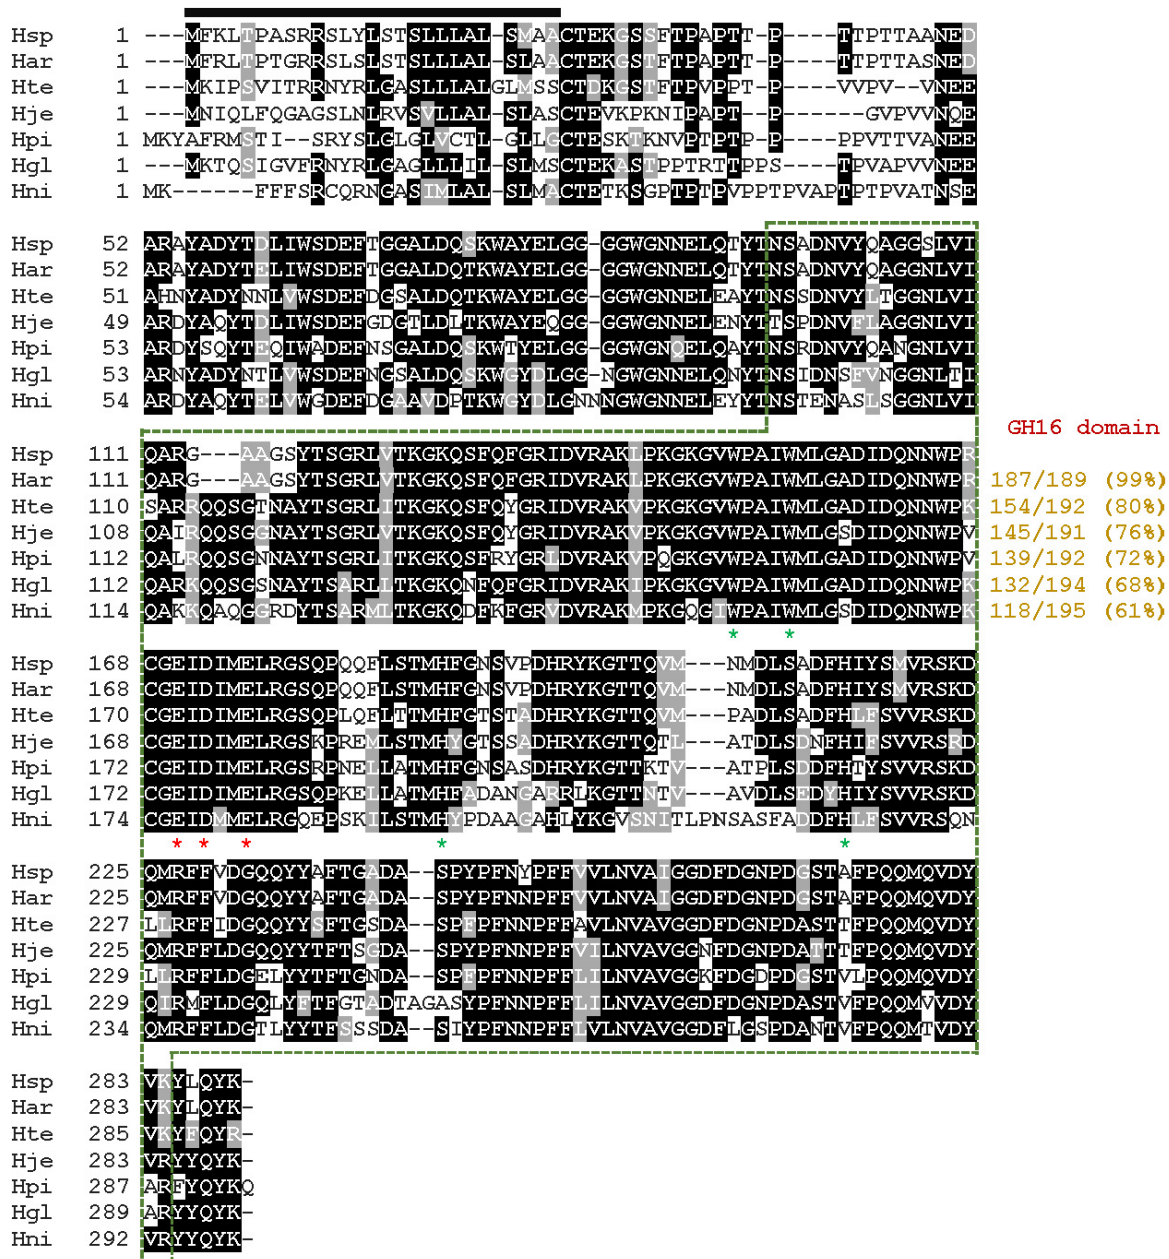 Hsp 1 ---MFKLTPASRRSLYLSTSLLLAL-SMAACTEKGSSFTPAPTT-P----TTPTTAANED
Har 1 ---MFRLTPTGRRSLSLSTSLLLAL-SLAACTEKGSTFTPAPTT-P----TTPTTASNED
Hte 1 ---MKIPSVITRRNYRLGASLLLALGLMSSCTDKGSTFTPVPPT-P----VVPV--VNEE
Hje 1 ---MNIQLFQGAGSLNLRVSVLLAL-SLASCTEVKPKNIPAPT--P------GVPVVNQE
Hpi 1 MKYAFRMSTI--SRYSLGLGLVCTL-GLLGCTESKTKNVPTPTP-P----PPVTTVANEE
Hgl 1 ---MKTQSIGVFRNYRLGAGLLLIL-SLMSCTEKASTPPTRTTPPS----TPVAPVVNEE
Hni 1 MK------FFFSRCQRNGASIMLAL-SLMACTETKSGPTPTPVPPTPVAPTPTPVATNSE
Hsp 52 ARAYADYTDLIWSDEFTGGALDQSKWAYELGG-GGWGNNELQTYTNSADNVYQAGGSLVI
Har 52 ARAYADYTELIWSDEFTGGALDQTKWAYELGG-GGWGNNELQTYTNSADNVYQAGGNLVI
Hte 51 AHNYADYNNLVWSDEFDGSALDQTKWAYELGG-GGWGNNELEAYTNSSDNVYLTGGNLVI
Hje 49 ARDYAQYTDLIWSDEFGDGTLDLTKWAYEQGG-GGWGNNELENYTTSPDNVFLAGGNLVI
Hpi 53 ARDYSQYTEQIWADEFNSGALDQSKWTYELGG-GGWGNQELQAYTNSRDNVYQANGNLVI
Hgl 53 ARNYADYNTLVWSDEFNGSALDQSKWGYDLGG-NGWGNNELQNYTNSIDNSFVNGGNLTI
Hni 54 ARDYAQYTELVWGDEFDGAAVDPTKWGYDLGNNNGWGNNELEYYTNSTENASLSGGNLVI
GH16 domain
Hsp 111 QARG---AAGSYTSGRLVTKGKQSFQFGRIDVRAKLPKGKGVWPAIWMLGADIDQNNWPR
Har 111 QARG---AAGSYTSGRLVTKGKQSFQFGRIDVRAKLPKGKGVWPAIWMLGADIDQNNWPR 187/189 (99%)
Hte 110 SARRQQSGTNAYTSGRLITKGKQSFQYGRIDVRAKVPKGKGVWPAIWMLGADIDQNNWPK 154/192 (80%)
Hje 108 QAIRQQSGGNAYTSGRLVTKGKQSFQYGRIDVRAKVPKGKGVWPAIWMLGSDIDQNNWPV 145/191 (76%)
Hpi 112 QALRQQSGNNAYTSGRLITKGKQSFRYGRLDVRAKVPQGKGVWPAIWMLGADIDQNNWPV 139/192 (72%)
Hgl 112 QARKQQSGSNAYTSARLLTKGKQNFQFGRIDVRAKIPKGKGVWPAIWMLGADIDQNNWPK 132/194 (68%)
Hni 114 QAKKQAQGGRDYTSARMLTKGKQDFKFGRVDVRAKMPKGQGIWPAIWMLGSDIDQNNWPK 118/195 (61%)
* *
Hsp 168 CGEIDIMELRGSQPQQFLSTMHFGNSVPDHRYKGTTQVM---NMDLSADFHIYSMVRSKD
Har 168 CGEIDIMELRGSQPQQFLSTMHFGNSVPDHRYKGTTQVM---NMDLSADFHIYSMVRSKD
Hte 170 CGEIDIMELRGSQPLQFLTTMHFGTSTADHRYKGTTQVM---PADLSADFHLFSVVRSKD
Hje 168 CGEIDIMELRGSKPREMLSTMHYGTSSADHRYKGTTQTL---ATDLSDNFHIFSVVRSRD
Hpi 172 CGEIDIMELRGSRPNELLATMHFGNSASDHRYKGTTKTV---ATPLSDDFHTYSVVRSKD
Hgl 172 CGEIDIMELRGSQPKELLATMHFADANGARRLKGTTNTV---AVDLSEDYHIYSVVRSKD
Hni 174 CGEIDMMELRGQEPSKILSTMHYPDAAGAHLYKGVSNITLPNSASFADDFHLFSVVRSQN
* * * * *
Hsp 225 QMRFFVDGQQYYAFTGADA--SPYPFNYPFFVVLNVAIGGDFDGNPDGSTAFPQQMQVDY
Har 225 QMRFFVDGQQYYAFTGADA--SPYPFNNPFFVVLNVAIGGDFDGNPDGSTAFPQQMQVDY
Hte 227 LLRFFIDGQQYYSFTGSDA--SPFPFNNPFFAVLNVAVGGDFDGNPDASTTFPQQMQVDY
Hje 225 QMRFFLDGQQYYTFTSGDA--SPYPFNNPFFVILNVAVGGNFDGNPDATTTFPQQMQVDY
Hpi 229 LLRFFLDGELYYTFTGNDA--SPFPFNNPFFLILNVAVGGKFDGDPDGSTVLPQQMQVDY
Hgl 229 QIRMFLDGQLYFTFGTADTAGASYPFNNPFFLILNVAVGGDFDGNPDASTVFPQQMVVDY
Hni 234 QMRFFLDGTLYYTFSSSDA--SIYPFNNPFFLVLNVAVGGDFLGSPDANTVFPQQMTVDY
Hsp 283 VKYLQYK-
Har 283 VKYLQYK-
Hte 285 VKYFQYR-
Hje 283 VRYYQYK-
Hpi 287 ARFYQYKQ
Hgl 289 ARYYQYK-
Hni 292 VRYYQYK-